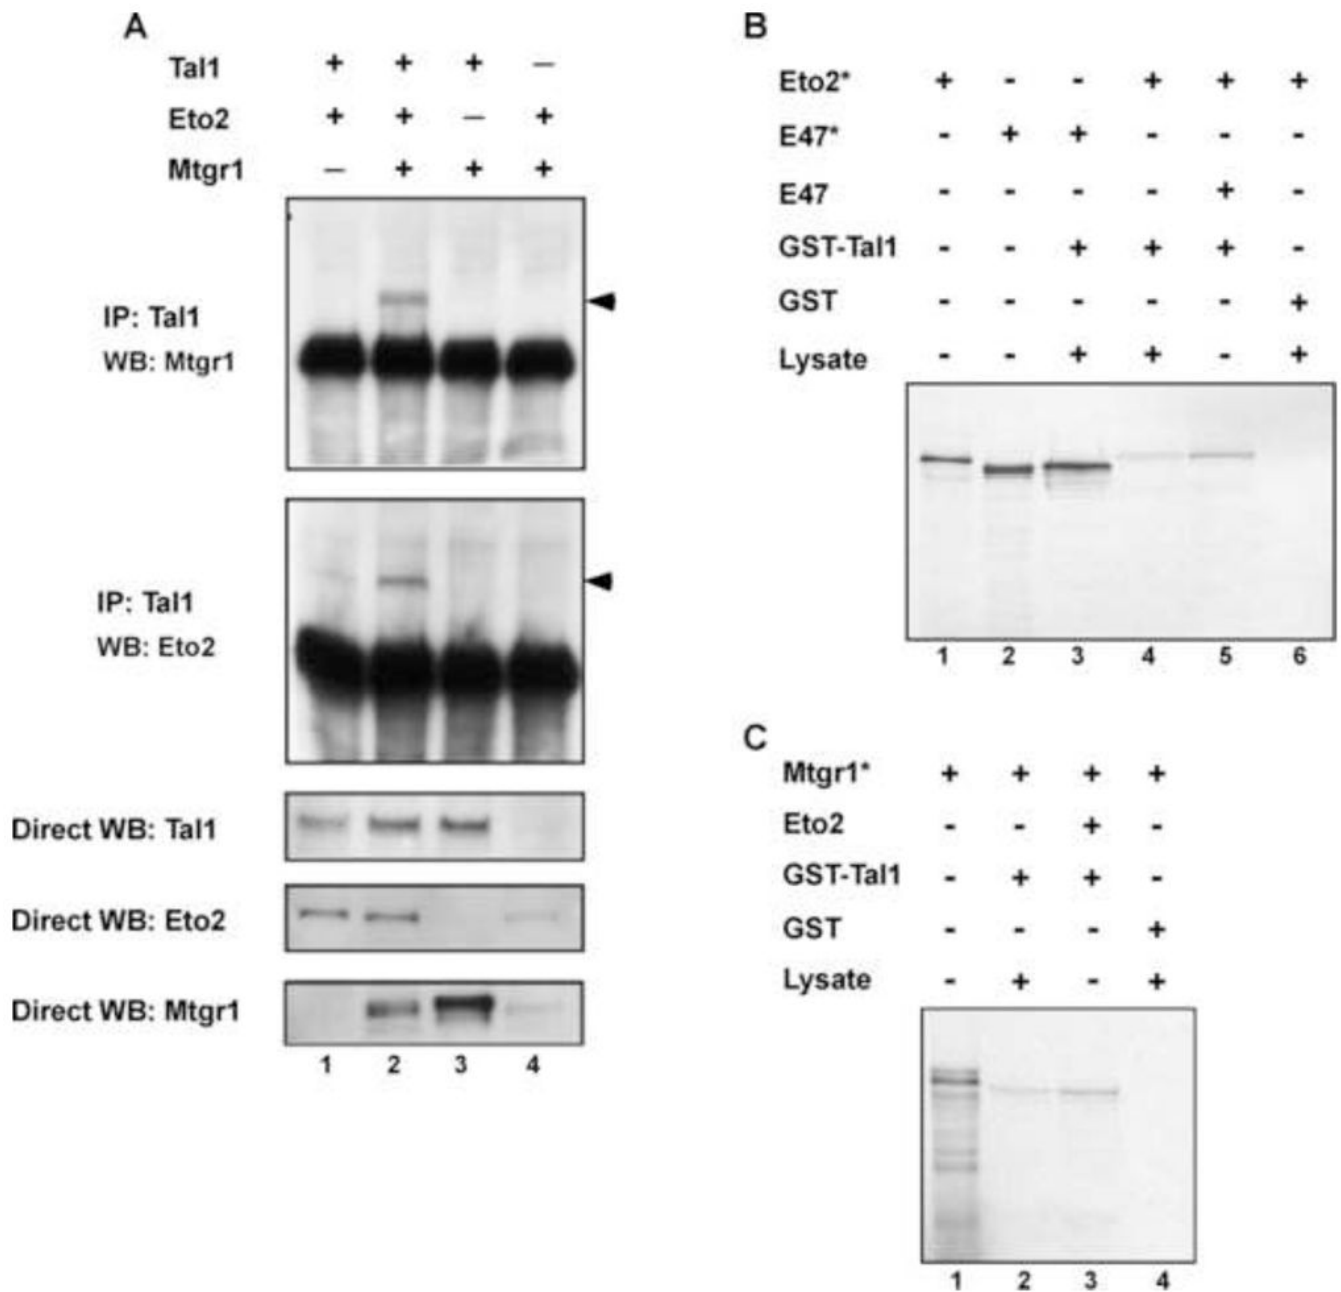 A
Tal1 + + + –
Eto2 + + – +
Mtgr1 – + + +
IP: Tal1
WB: Mtgr1
IP: Tal1
WB: Eto2
Direct WB: Tal1
Direct WB: Eto2
Direct WB: Mtgr1
1 2 3 4
B
Eto2* + - - + + +
E47* - + + - - -
E47 - - - - + -
GST-Tal1 - - + + + -
GST - - - - - +
Lysate - - + + - +
1 2 3 4 5 6
C
Mtgr1* + + + +
Eto2 - - + -
GST-Tal1 - + + -
GST - - - +
Lysate - + - +
1 2 3 4